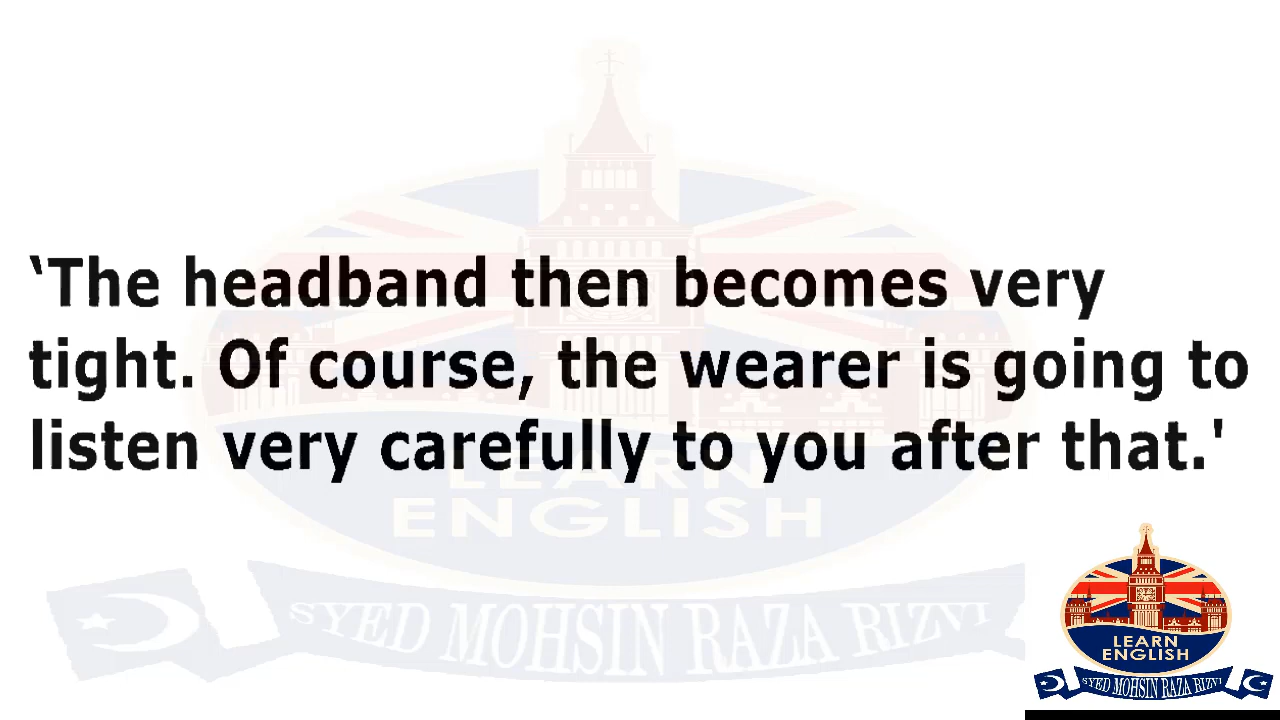 ‘The headband then becomes very
tight. Of course, the wearer is going to
listen very carefully to you after that.'
LEARN
ENGLISH
SYED MOHSIN RAZA RIZVI
LEARN
ENGLISH
SYED MOHSIN RAZA RIZVI